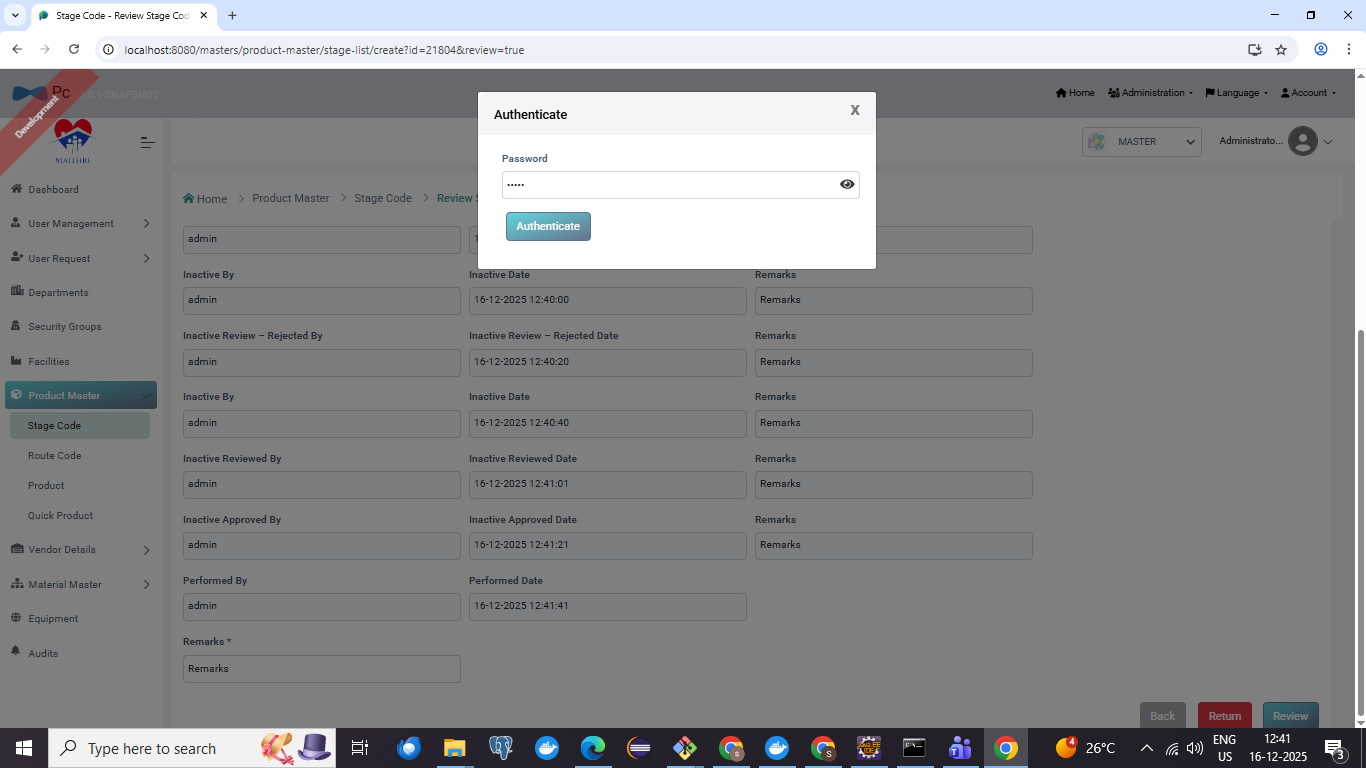 Stage Code - Review Stage Cod
localhost:8080/masters/product-master/stage-list/create?id=21804&review=true
Pc
0.1-SNAPSHOT
Development
Home
Administration
Language
Account
MAITHRI
MASTER
Administrato...
Authenticate
X
Password
•••••
Authenticate
Dashboard
User Management
User Request
Departments
Security Groups
Facilities
Product Master
Stage Code
Route Code
Product
Quick Product
Vendor Details
Material Master
Equipment
Audits
Home
Product Master
Stage Code
Review
admin
Inactive By
Inactive Date
Remarks
admin
16-12-2025 12:40:00
Remarks
Inactive Review – Rejected By
Inactive Review – Rejected Date
Remarks
admin
16-12-2025 12:40:20
Remarks
Inactive By
Inactive Date
Remarks
admin
16-12-2025 12:40:40
Remarks
Inactive Reviewed By
Inactive Reviewed Date
Remarks
admin
16-12-2025 12:41:01
Remarks
Inactive Approved By
Inactive Approved Date
Remarks
admin
16-12-2025 12:41:21
Remarks
Performed By
Performed Date
admin
16-12-2025 12:41:41
Remarks *
Remarks
Back
Return
Review
Type here to search
4
26°C
ENG
US
12:41
16-12-2025
3